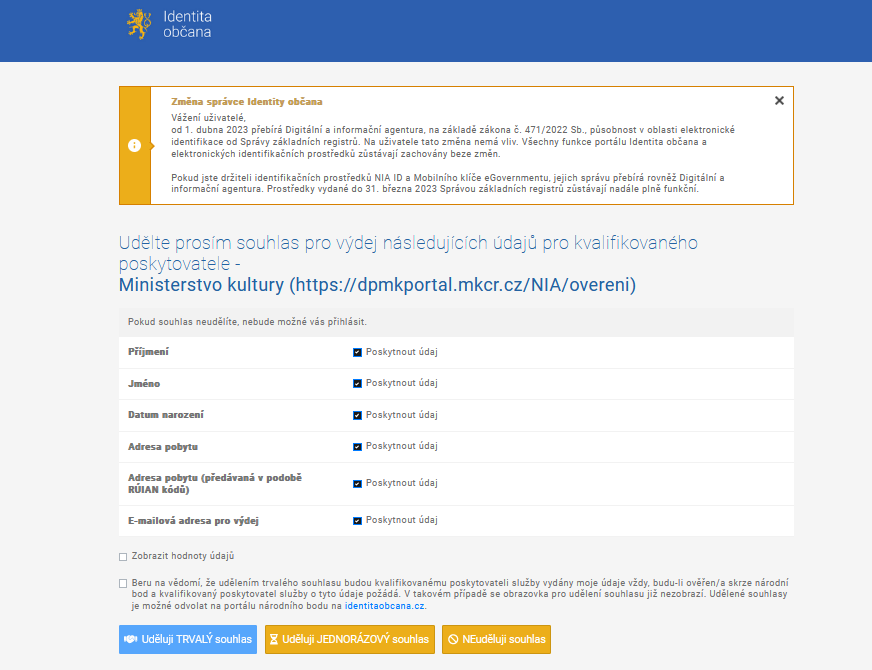 Identita
občana
Změna správce Identity občana
Vážení uživatelé,
od 1. dubna 2023 přebírá Digitální a informační agentura, na základě zákona č. 471/2022 Sb., působnost v oblasti elektronické
identifikace od Správy základních registrů. Na uživatele tato změna nemá vliv. Všechny funkce portálu Identita občana a
elektronických identifikačních prostředků zůstávají zachovány beze změn.
Pokud jste držiteli identifikačních prostředků NIA ID a Mobilního klíče eGovernmentu, jejich správu přebírá rovněž Digitální a
informační agentura. Prostředky vydané do 31. března 2023 Správou základních registrů zůstávají nadále plně funkční.
Udělte prosím souhlas pro výdej následujících údajů pro kvalifikovaného
poskytovatele -
Ministerstvo kultury (https://dpmkportal.mkcr.cz/NIA/overeni)
Pokud souhlas neudělíte, nebude možné vás přihlásit.
Příjmení Poskytnout údaj
Jméno Poskytnout údaj
Datum narození Poskytnout údaj
Adresa pobytu Poskytnout údaj
Adresa pobytu (předávaná v podobě
RÚIAN kódů) Poskytnout údaj
E-mailová adresa pro výdej Poskytnout údaj
Zobrazit hodnoty údajů
Beru na vědomí, že udělením trvalého souhlasu budou kvalifikovanému poskytovateli služby vydány moje údaje vždy, budu-li ověřen/a skrze národní
bod a kvalifikovaný poskytovatel služby o tyto údaje požádá. V takovém případě se obrazovka pro udělení souhlasu již nezobrazí. Udělené souhlasy
je možné odvolat na portálu národního bodu na identitaobcana.cz.
Uděluji TRVALÝ souhlas Uděluji JEDNORÁZOVÝ souhlas NEuděluji souhlas